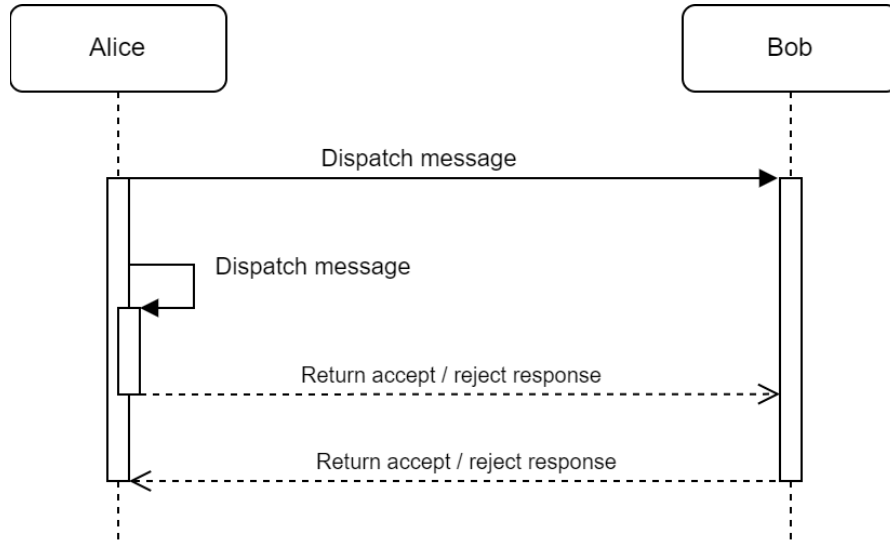 Alice
Bob
Dispatch message
Dispatch message
Return accept / reject response
Return accept / reject response